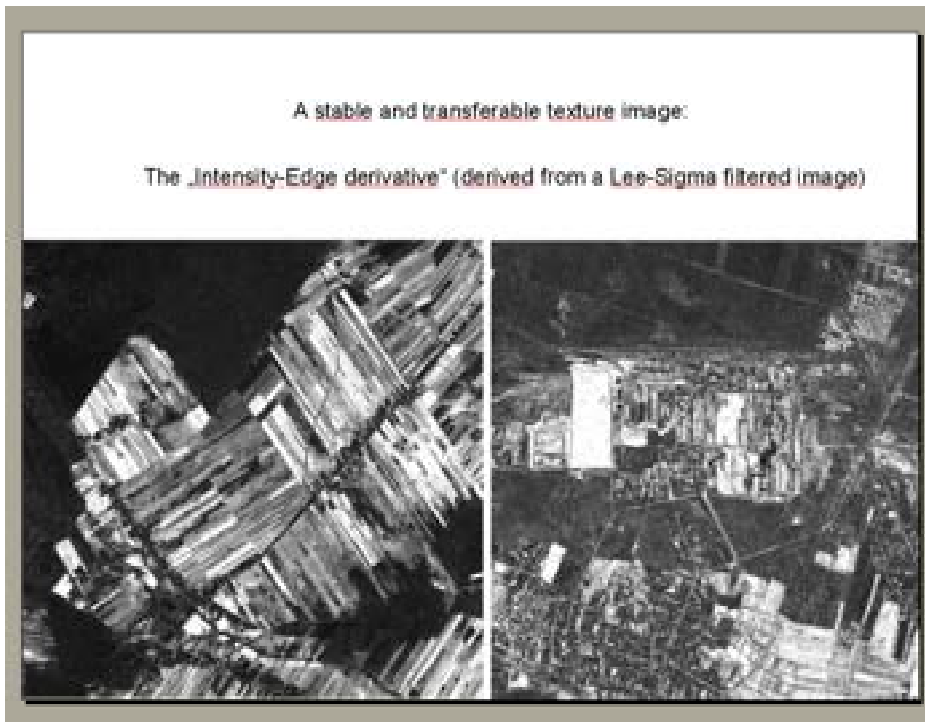 A stable and transferable texture image:
The „Intensity-Edge derivative“ (derived from a Lee-Sigma filtered image)